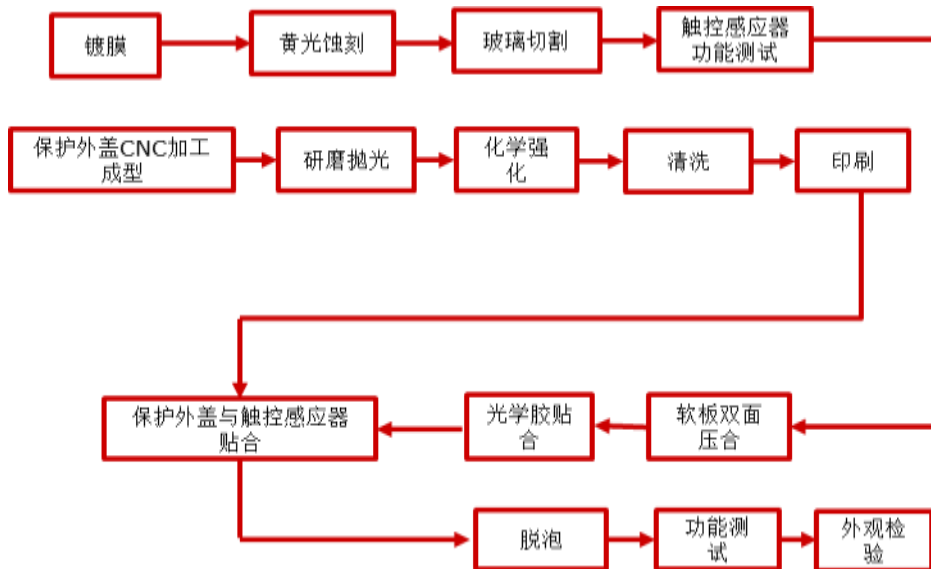 镀膜
黄光蚀刻
玻璃切割
触控感应器
功能测试
保护外盖CNC加工
成型
研磨抛光
化学强
化
清洗
印刷
保护外盖与触控感应器
贴合
光学胶贴
合
软板双面
压合
脱泡
功能测
试
外观检
验